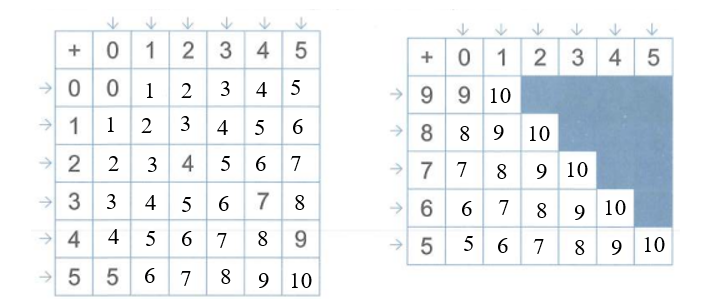 + 0 1 2 3 4 5
0 0 1 2 3 4 5
1 1 2 3 4 5 6
2 2 3 4 5 6 7
3 3 4 5 6 7 8
4 4 5 6 7 8 9
5 5 6 7 8 9 10
+ 0 1 2 3 4 5
9 9 10
8 8 9 10
7 7 8 9 10
6 6 7 8 9 10
5 5 6 7 8 9 10